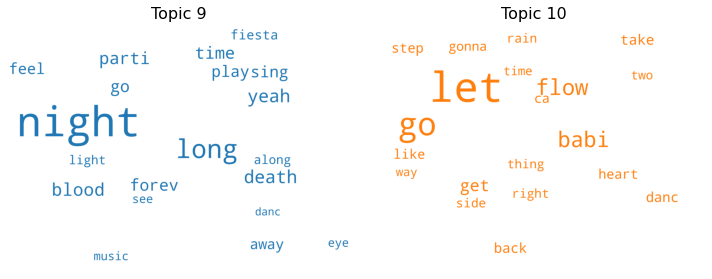 Topic 9
fiesta
time
parti
feel
playsing
go
yeah
night
long
light
along
death
blood
forev
see
danc
away
eye
music
Topic 10
rain
take
gonna
step
time
two
let
flow
ca
go
babi
like
thing
way
heart
get
right
danc
side
back